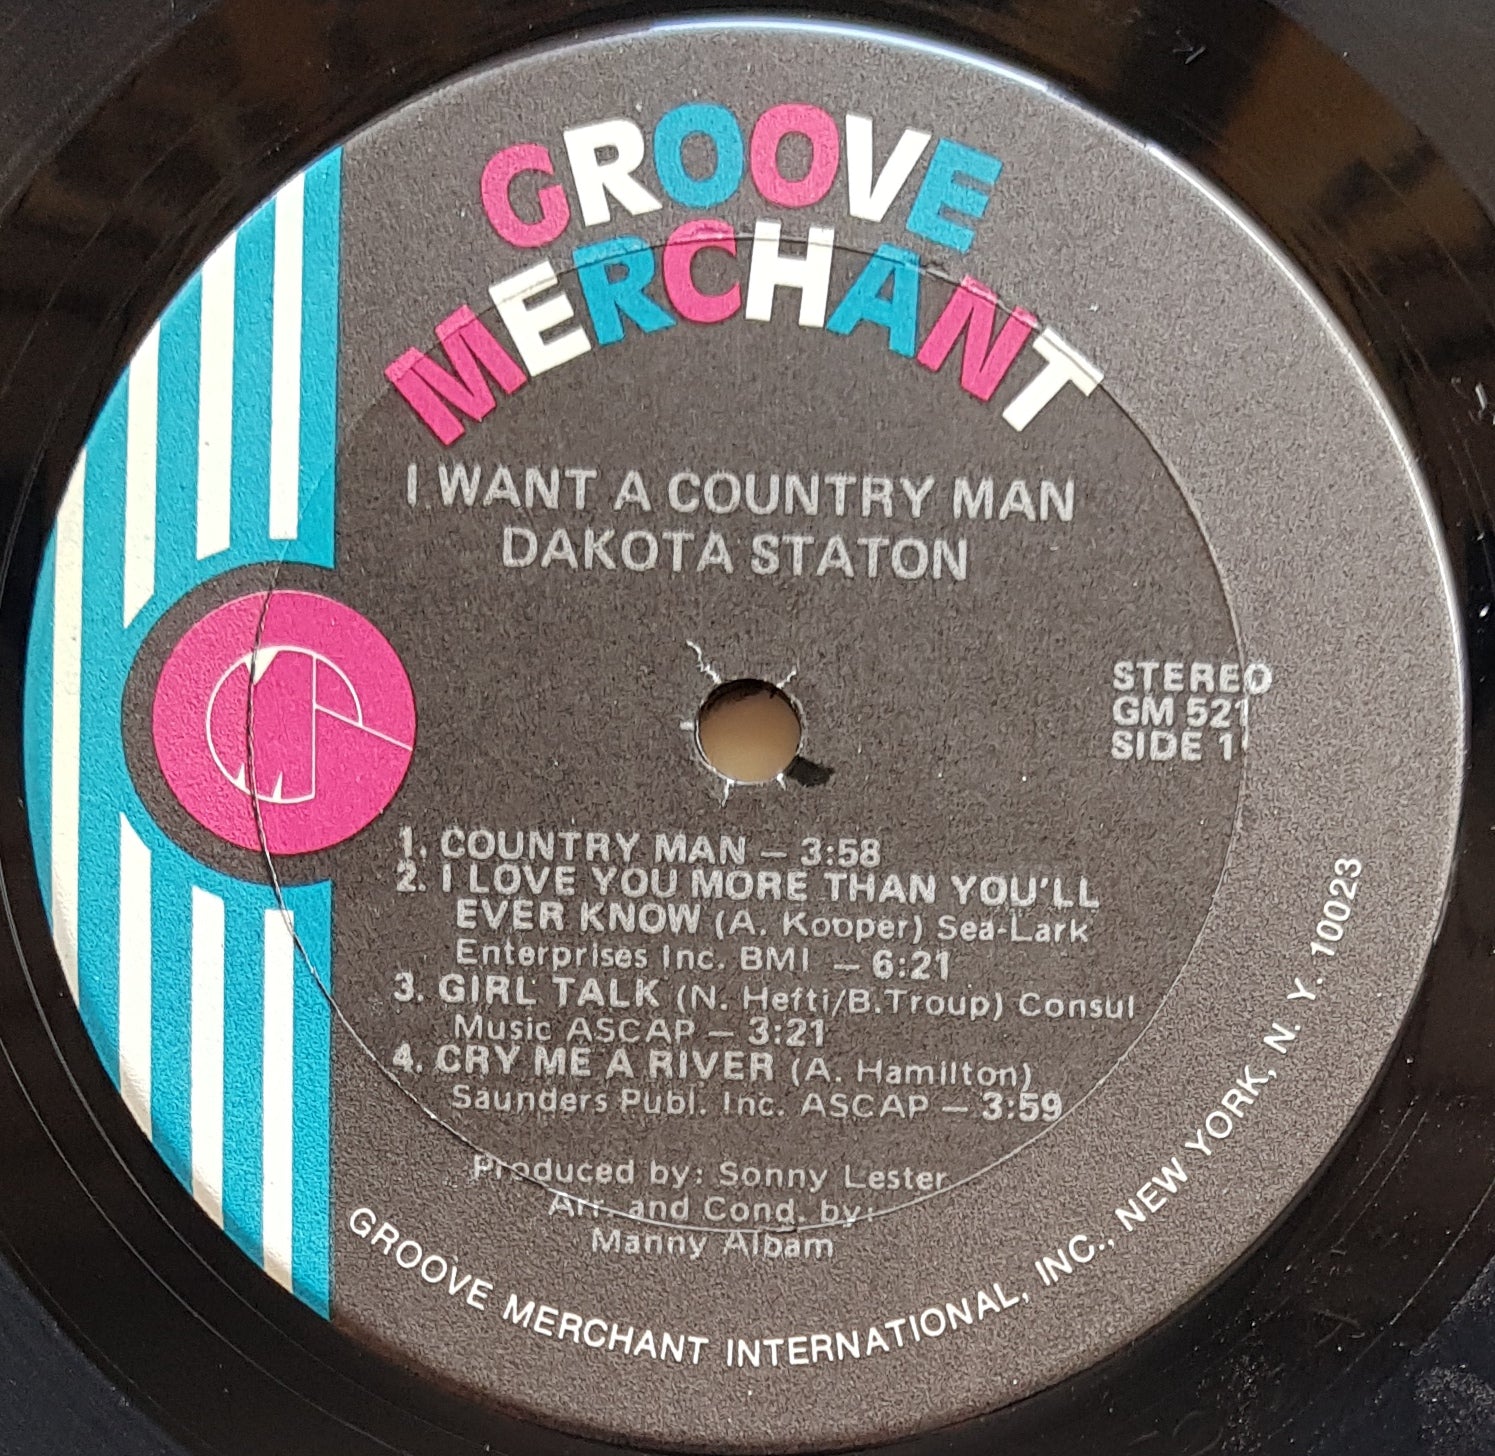 GROOVE
MERCHANT
I WANT A COUNTRY MAN
DAKOTA STATON
STEREO
GM 521
SIDE 1
1. COUNTRY MAN – 3:58
2. I LOVE YOU MORE THAN YOU'LL
EVER KNOW (A. Kooper) Sea-Lark
Enterprises Inc. BMI – 6:21
3. GIRL TALK (N. Hefti/B.Troup) Consul
Music ASCAP – 3:21
4. CRY ME A RIVER (A. Hamilton)
Saunders Publ. Inc. ASCAP – 3:59
Produced by: Sonny Lester
Arr. and Cond. by:
Manny Albam
GROOVE MERCHANT INTERNATIONAL, INC., NEW YORK, N. Y. 10023